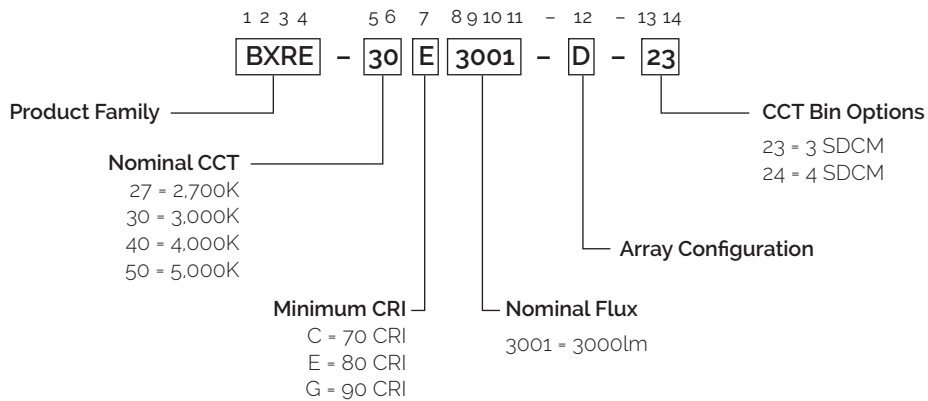 1 2 3 4 5 6 7 8 9 10 11 – 12 – 13 14
BXRE – 30 E 3001 – D – 23
Product Family
CCT Bin Options
23 = 3 SDCM
24 = 4 SDCM
Nominal CCT
27 = 2,700K
30 = 3,000K
40 = 4,000K
50 = 5,000K
Array Configuration
Minimum CRI
C = 70 CRI
E = 80 CRI
G = 90 CRI
Nominal Flux
3001 = 3000lm